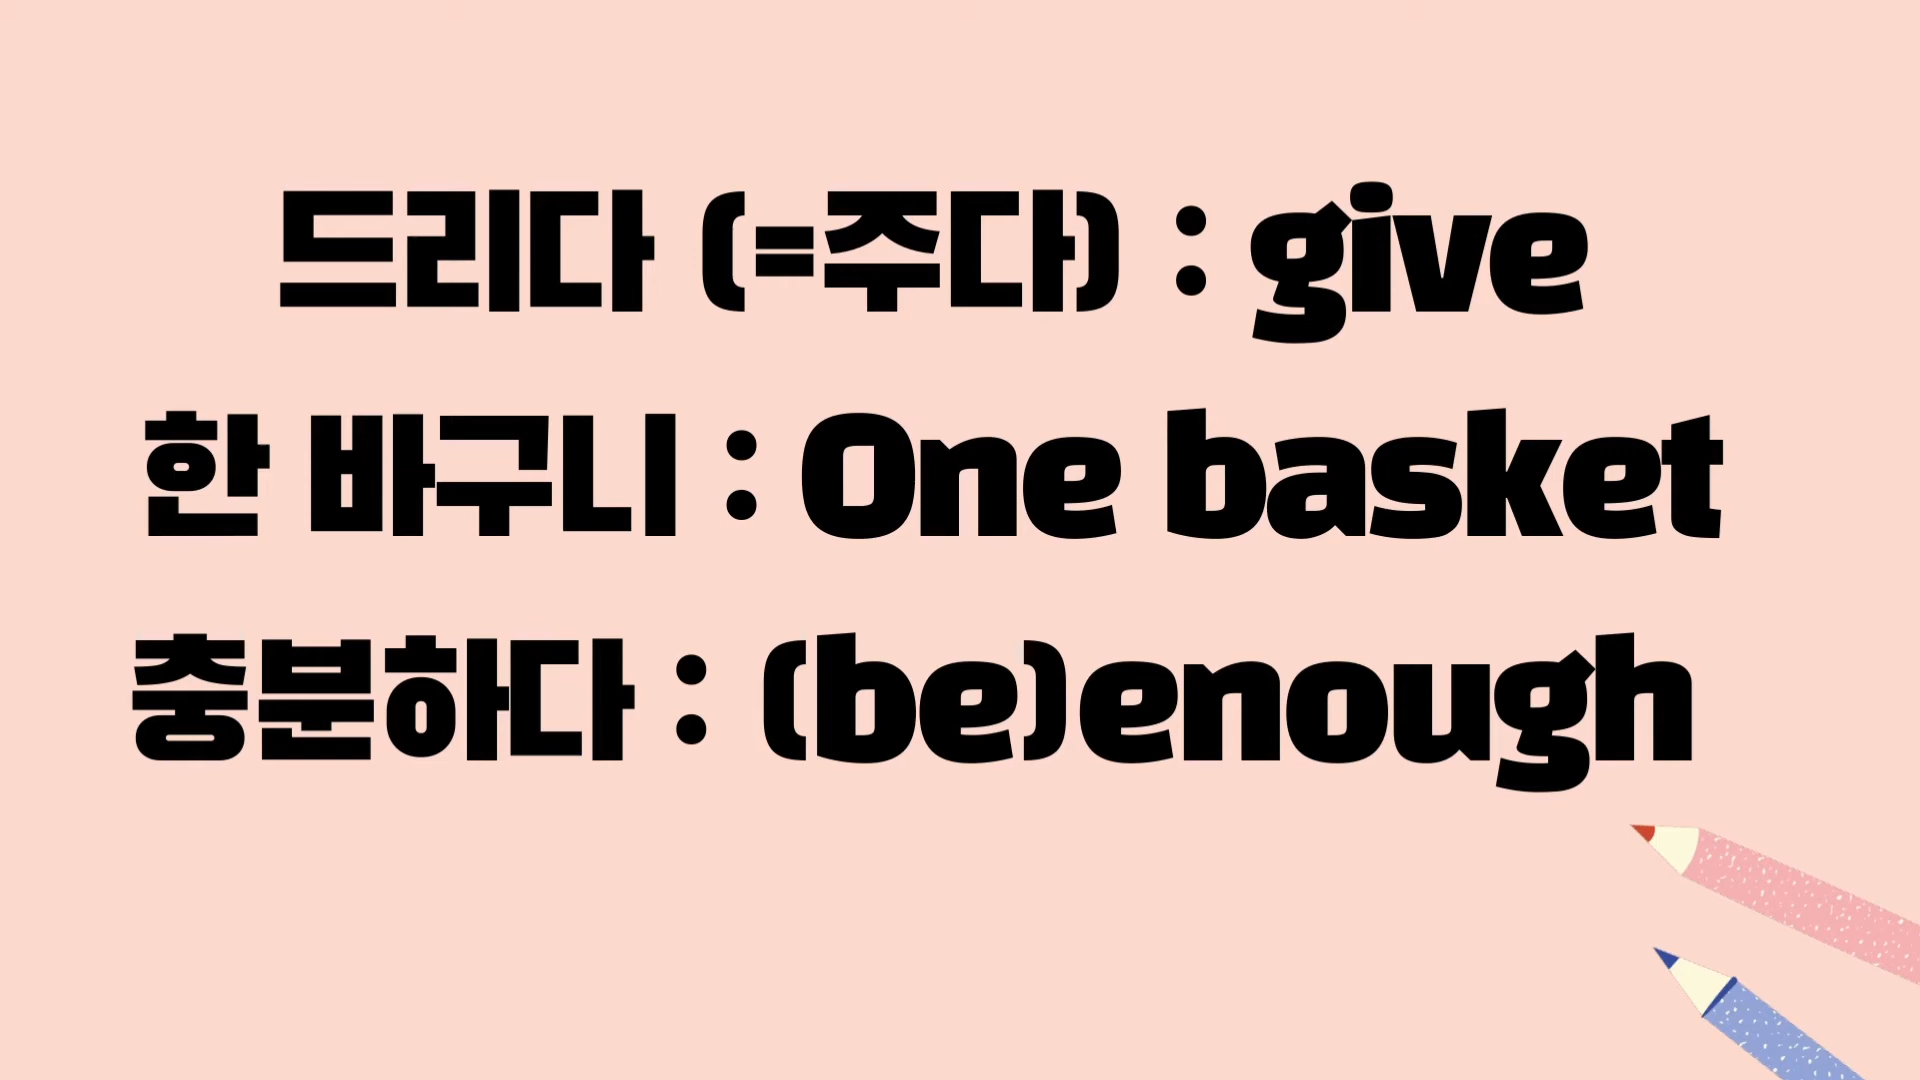 드리다 (=주다) : give
한 바구니 : One basket
충분하다 : (be)enough